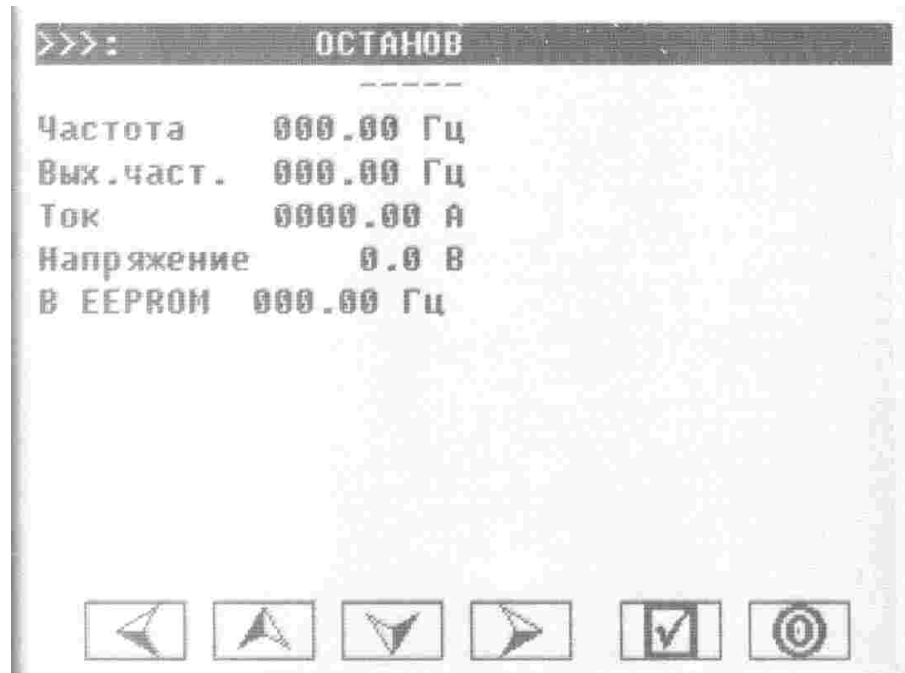 >>>: ОСТАНОВ
-----
Частота 000.00 Гц
Вых.част. 000.00 Гц
Ток 0000.00 А
Напряжение 0.0 В
В EEPROM 000.00 Гц
0